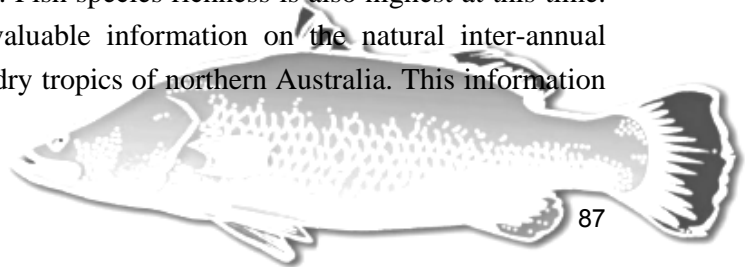 . Fish species richness is also highest at this time.
valuable information on the natural inter-annual
dry tropics of northern Australia. This information
87